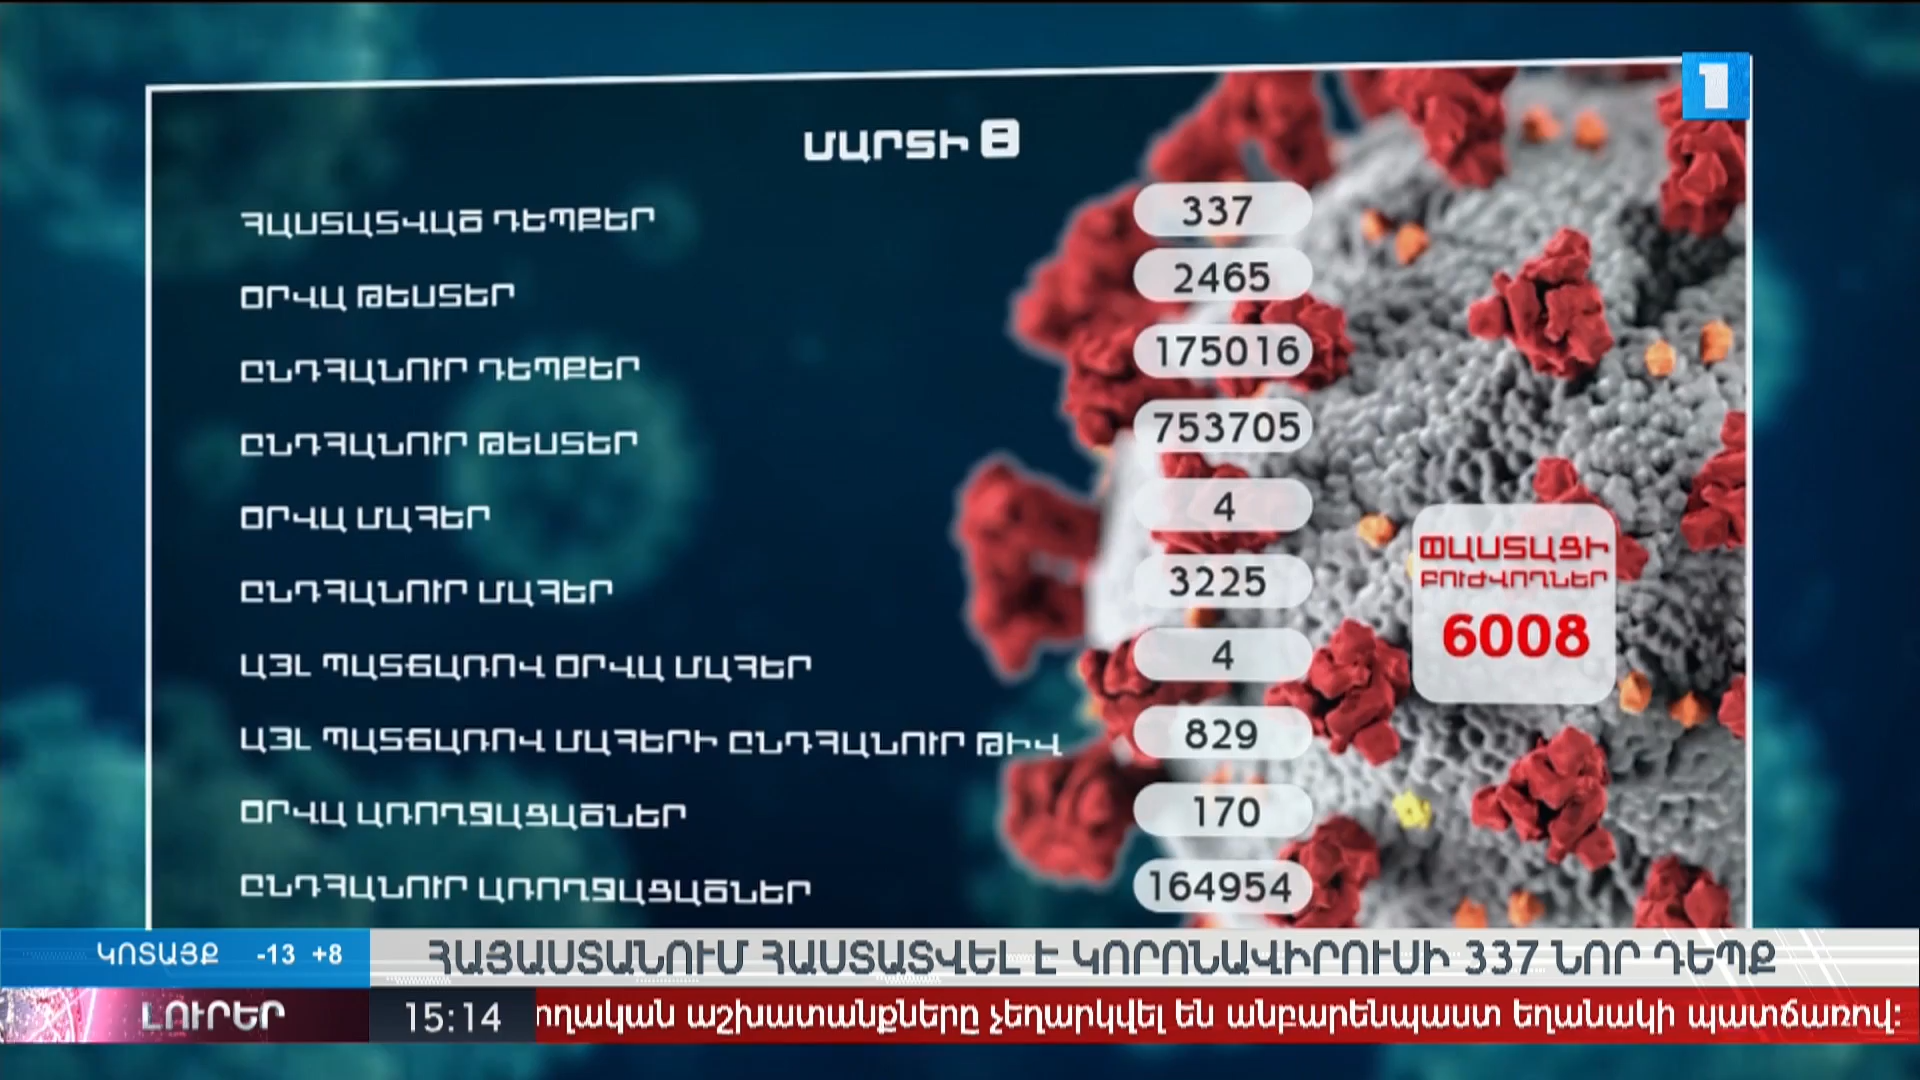 1
ՄԱՐՏԻ 8
ՀԱՍՏԱՏՎԱԾ ԴԵՊՔԵՐ 337
ՕՐՎԱ ԹԵՍՏԵՐ 2465
ԸՆԴՀԱՆՈՒՐ ԴԵՊՔԵՐ 175016
ԸՆԴՀԱՆՈՒՐ ԹԵՍՏԵՐ 753705
ՕՐՎԱ ՄԱՀԵՐ 4
ԸՆԴՀԱՆՈՒՐ ՄԱՀԵՐ 3225
ԱՅԼ ՊԱՏՃԱՌՈՎ ՕՐՎԱ ՄԱՀԵՐ 4
ԱՅԼ ՊԱՏՃԱՌՈՎ ՄԱՀԵՐԻ ԸՆԴՀԱՆՈՒՐ ԹԻՎ 829
ՕՐՎԱ ԱՌՈՂՋԱՑԱԾՆԵՐ 170
ԸՆԴՀԱՆՈՒՐ ԱՌՈՂՋԱՑԱԾՆԵՐ 164954
ՓԱՍՏԱՑԻ
ԲՈՒԺՎՈՂՆԵՐ
6008
ԿՈՏԱՅՔ -13 +8
ՀԱՅԱՍՏԱՆՈՒՄ ՀԱՍՏԱՏՎԵԼ Է ԿՈՐՈՆԱՎԻՐՈՒՍԻ 337 ՆՈՐ ԴԵՊՔ
ԼՈՒՐԵՐ 15:14
ողական աշխատանքները չեղարկվել են անբարենպաստ եղանակի պատճառով: